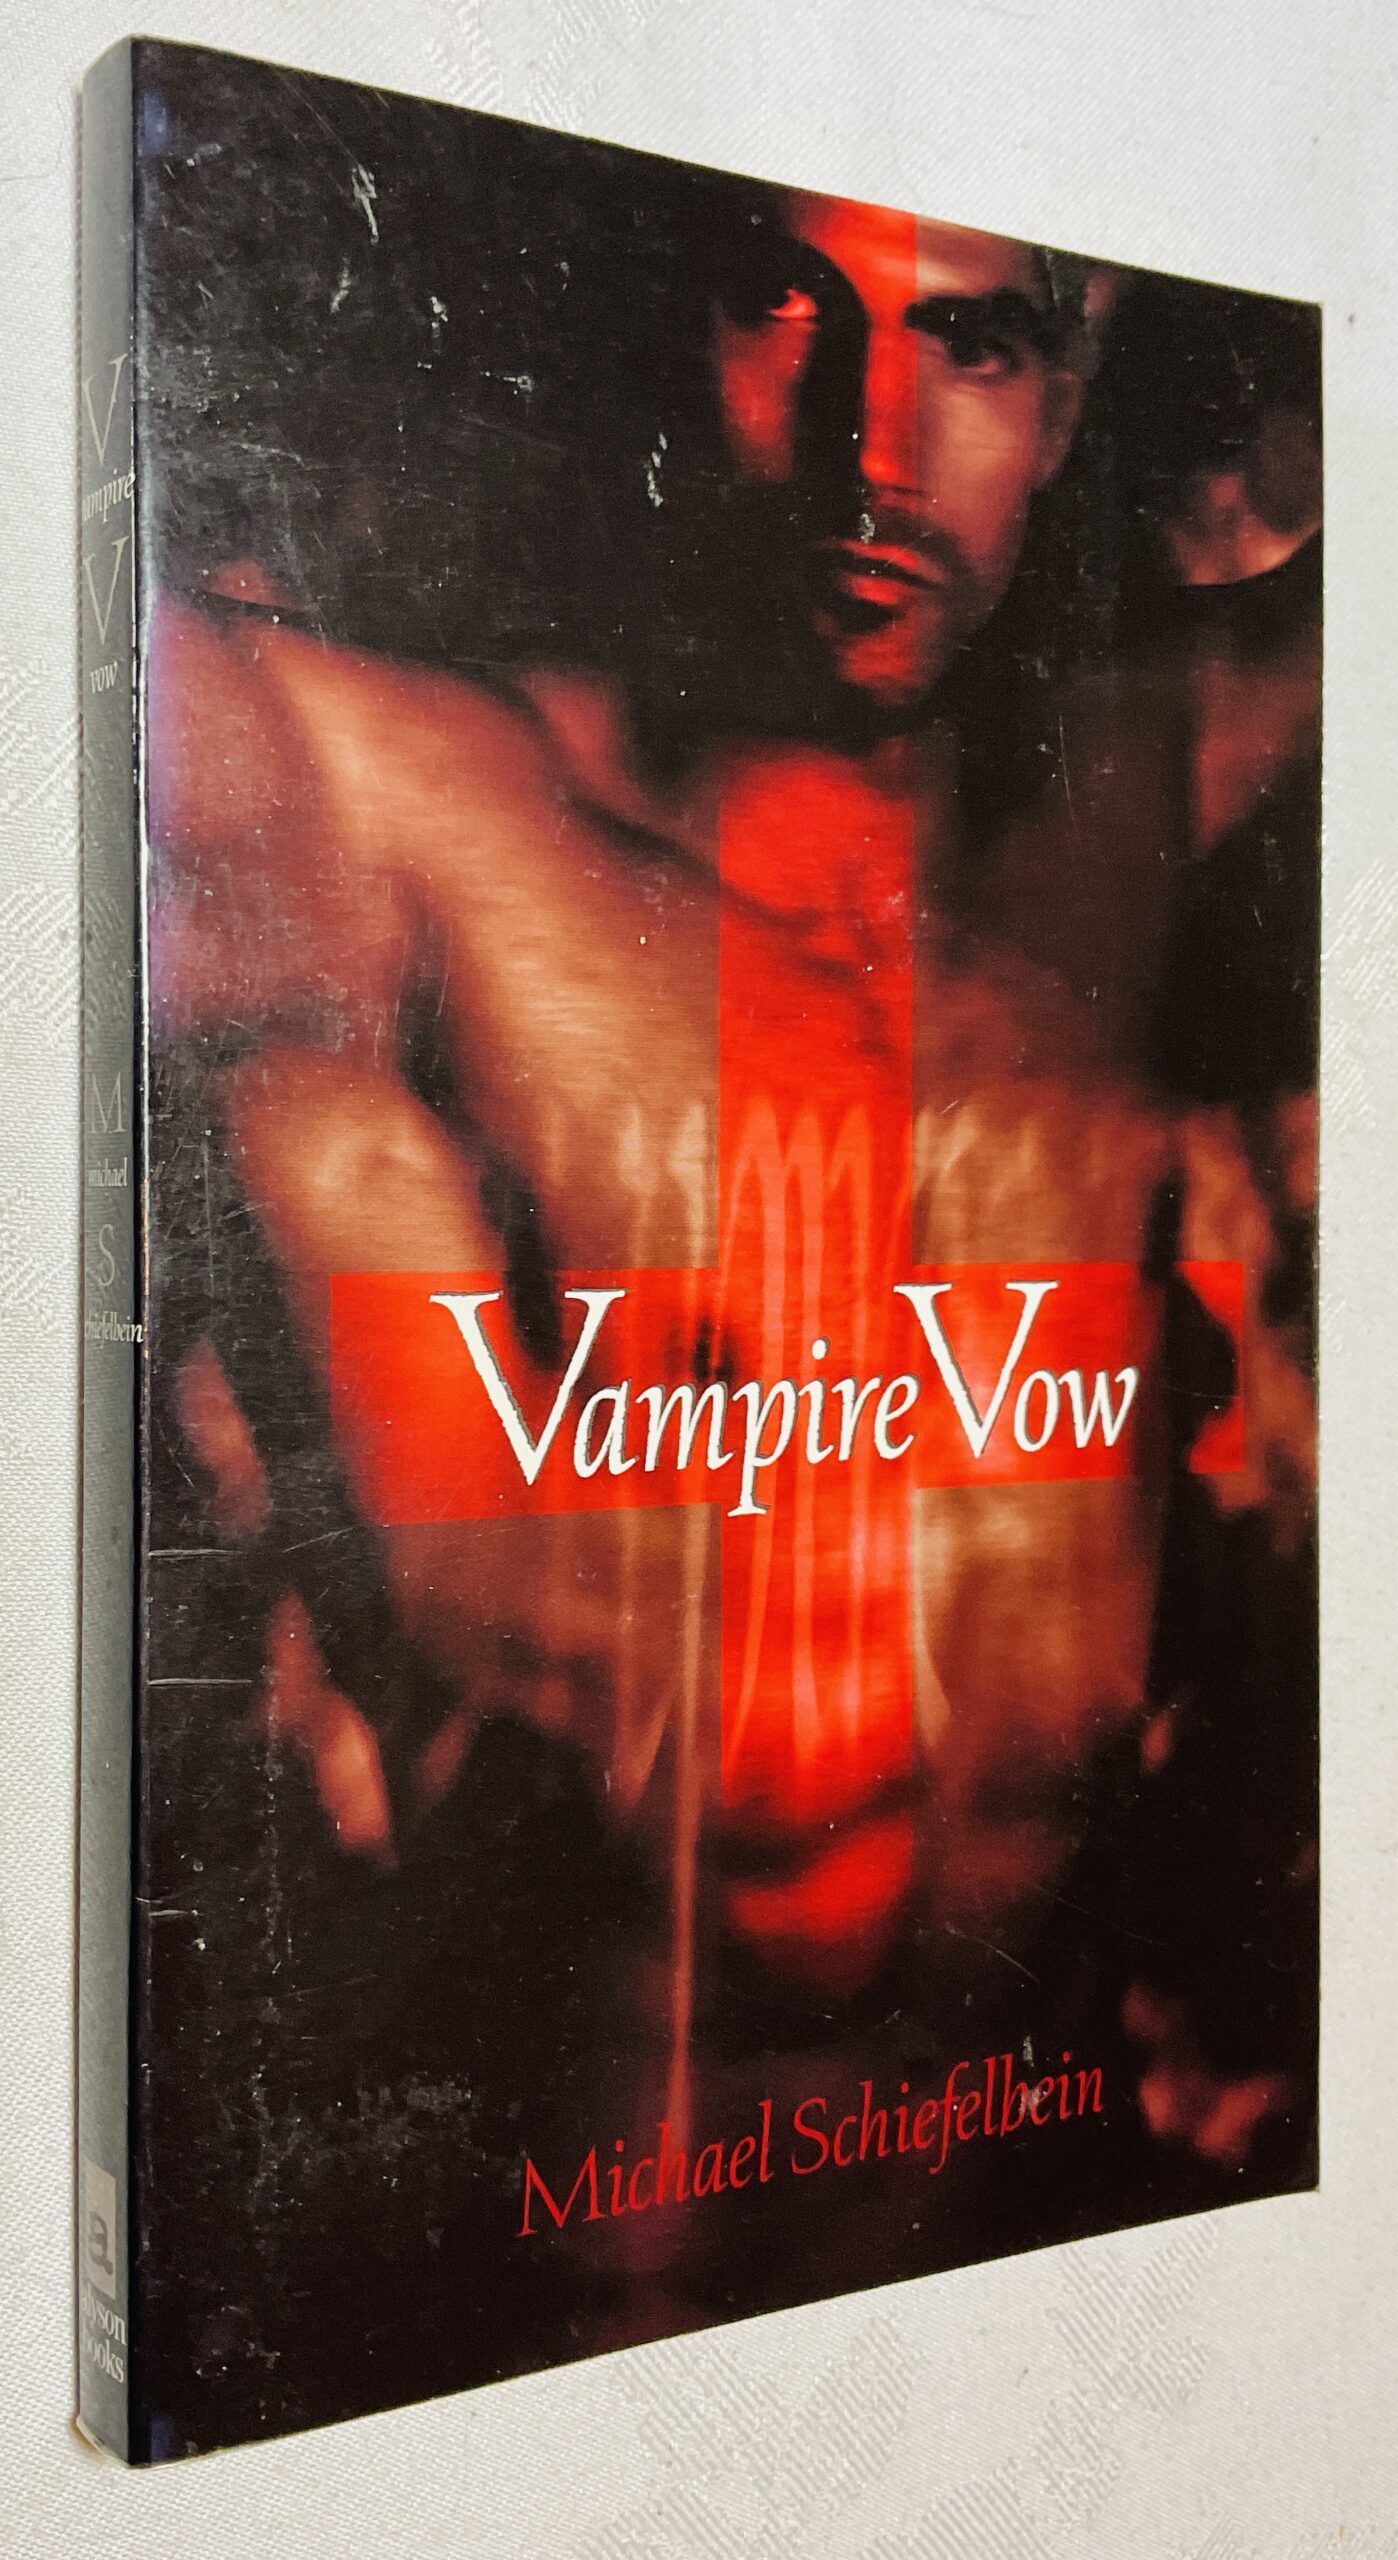 Vampire
Vow
Michael
Schiefelbein
a
alyson
books
Vampire Vow
Michael Schiefelbein